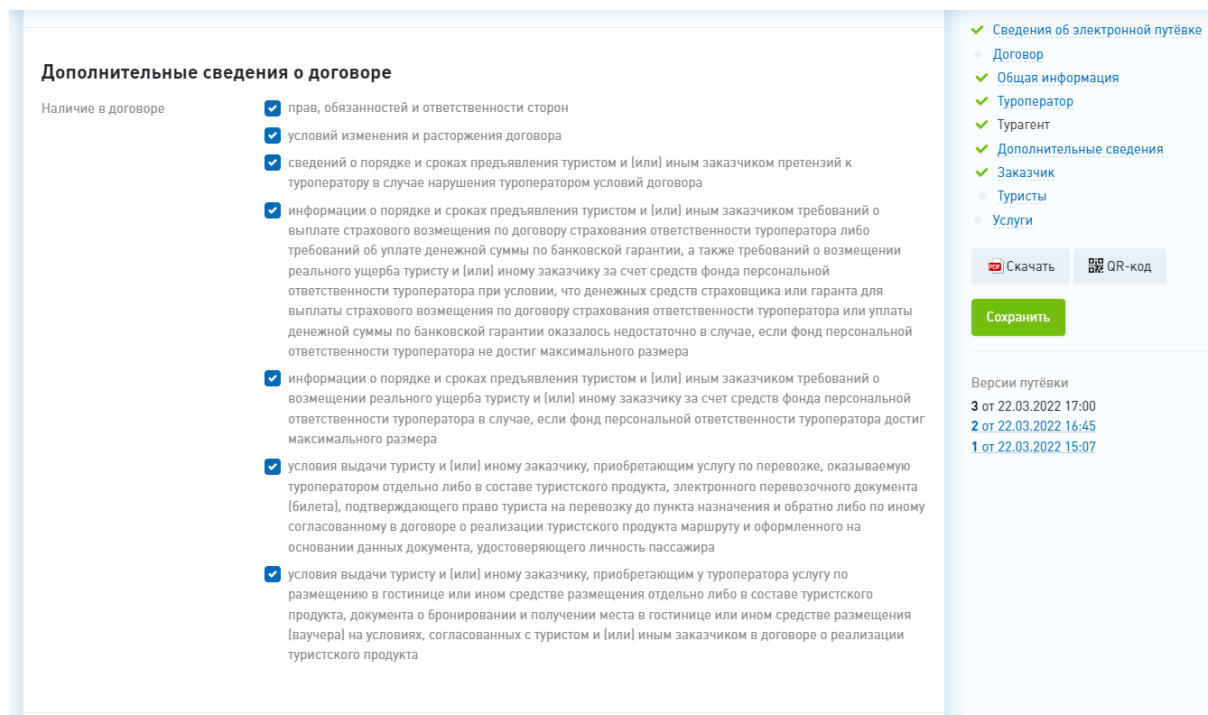 Дополнительные сведения о договоре
Наличие в договоре
прав, обязанностей и ответственности сторон
условий изменения и расторжения договора
сведений о порядке и сроках предъявления туристом и (или) иным заказчиком претензий к
туроператору в случае нарушения туроператором условий договора
информации о порядке и сроках предъявления туристом и (или) иным заказчиком требований о
выплате страхового возмещения по договору страхования ответственности туроператора либо
требований об уплате денежной суммы по банковской гарантии, а также требований о возмещении
реального ущерба туристу и (или) иному заказчику за счет средств фонда персональной
ответственности туроператора при условии, что денежных средств страховщика или гаранта для
выплаты страхового возмещения по договору страхования ответственности туроператора или уплаты
денежной суммы по банковской гарантии оказалось недостаточно в случае, если фонд персональной
ответственности туроператора не достиг максимального размера
информации о порядке и сроках предъявления туристом и (или) иным заказчиком требований о
возмещении реального ущерба туристу и (или) иному заказчику за счет средств фонда персональной
ответственности туроператора в случае, если фонд персональной ответственности туроператора достиг
максимального размера
условия выдачи туристу и (или) иному заказчику, приобретающим услугу по перевозке, оказываемую
туроператором отдельно либо в составе туристского продукта, электронного перевозочного документа
(билета), подтверждающего право туриста на перевозку до пункта назначения и обратно либо по иному
согласованному в договоре о реализации туристского продукта маршруту и оформленного на
основании данных документа, удостоверяющего личность пассажира
условия выдачи туристу и (или) иному заказчику, приобретающим у туроператора услугу по
размещению в гостинице или ином средстве размещения отдельно либо в составе туристского
продукта, документа о бронировании и получении места в гостинице или ином средстве размещения
(ваучера) на условиях, согласованных с туристом и (или) иным заказчиком в договоре о реализации
туристского продукта
Сведения об электронной путёвке
Договор
Общая информация
Туроператор
Турагент
Дополнительные сведения
Заказчик
Туристы
Услуги
PDF Скачать QR-код
Сохранить
Версии путёвки
3 от 22.03.2022 17:00
2 от 22.03.2022 16:45
1 от 22.03.2022 15:07